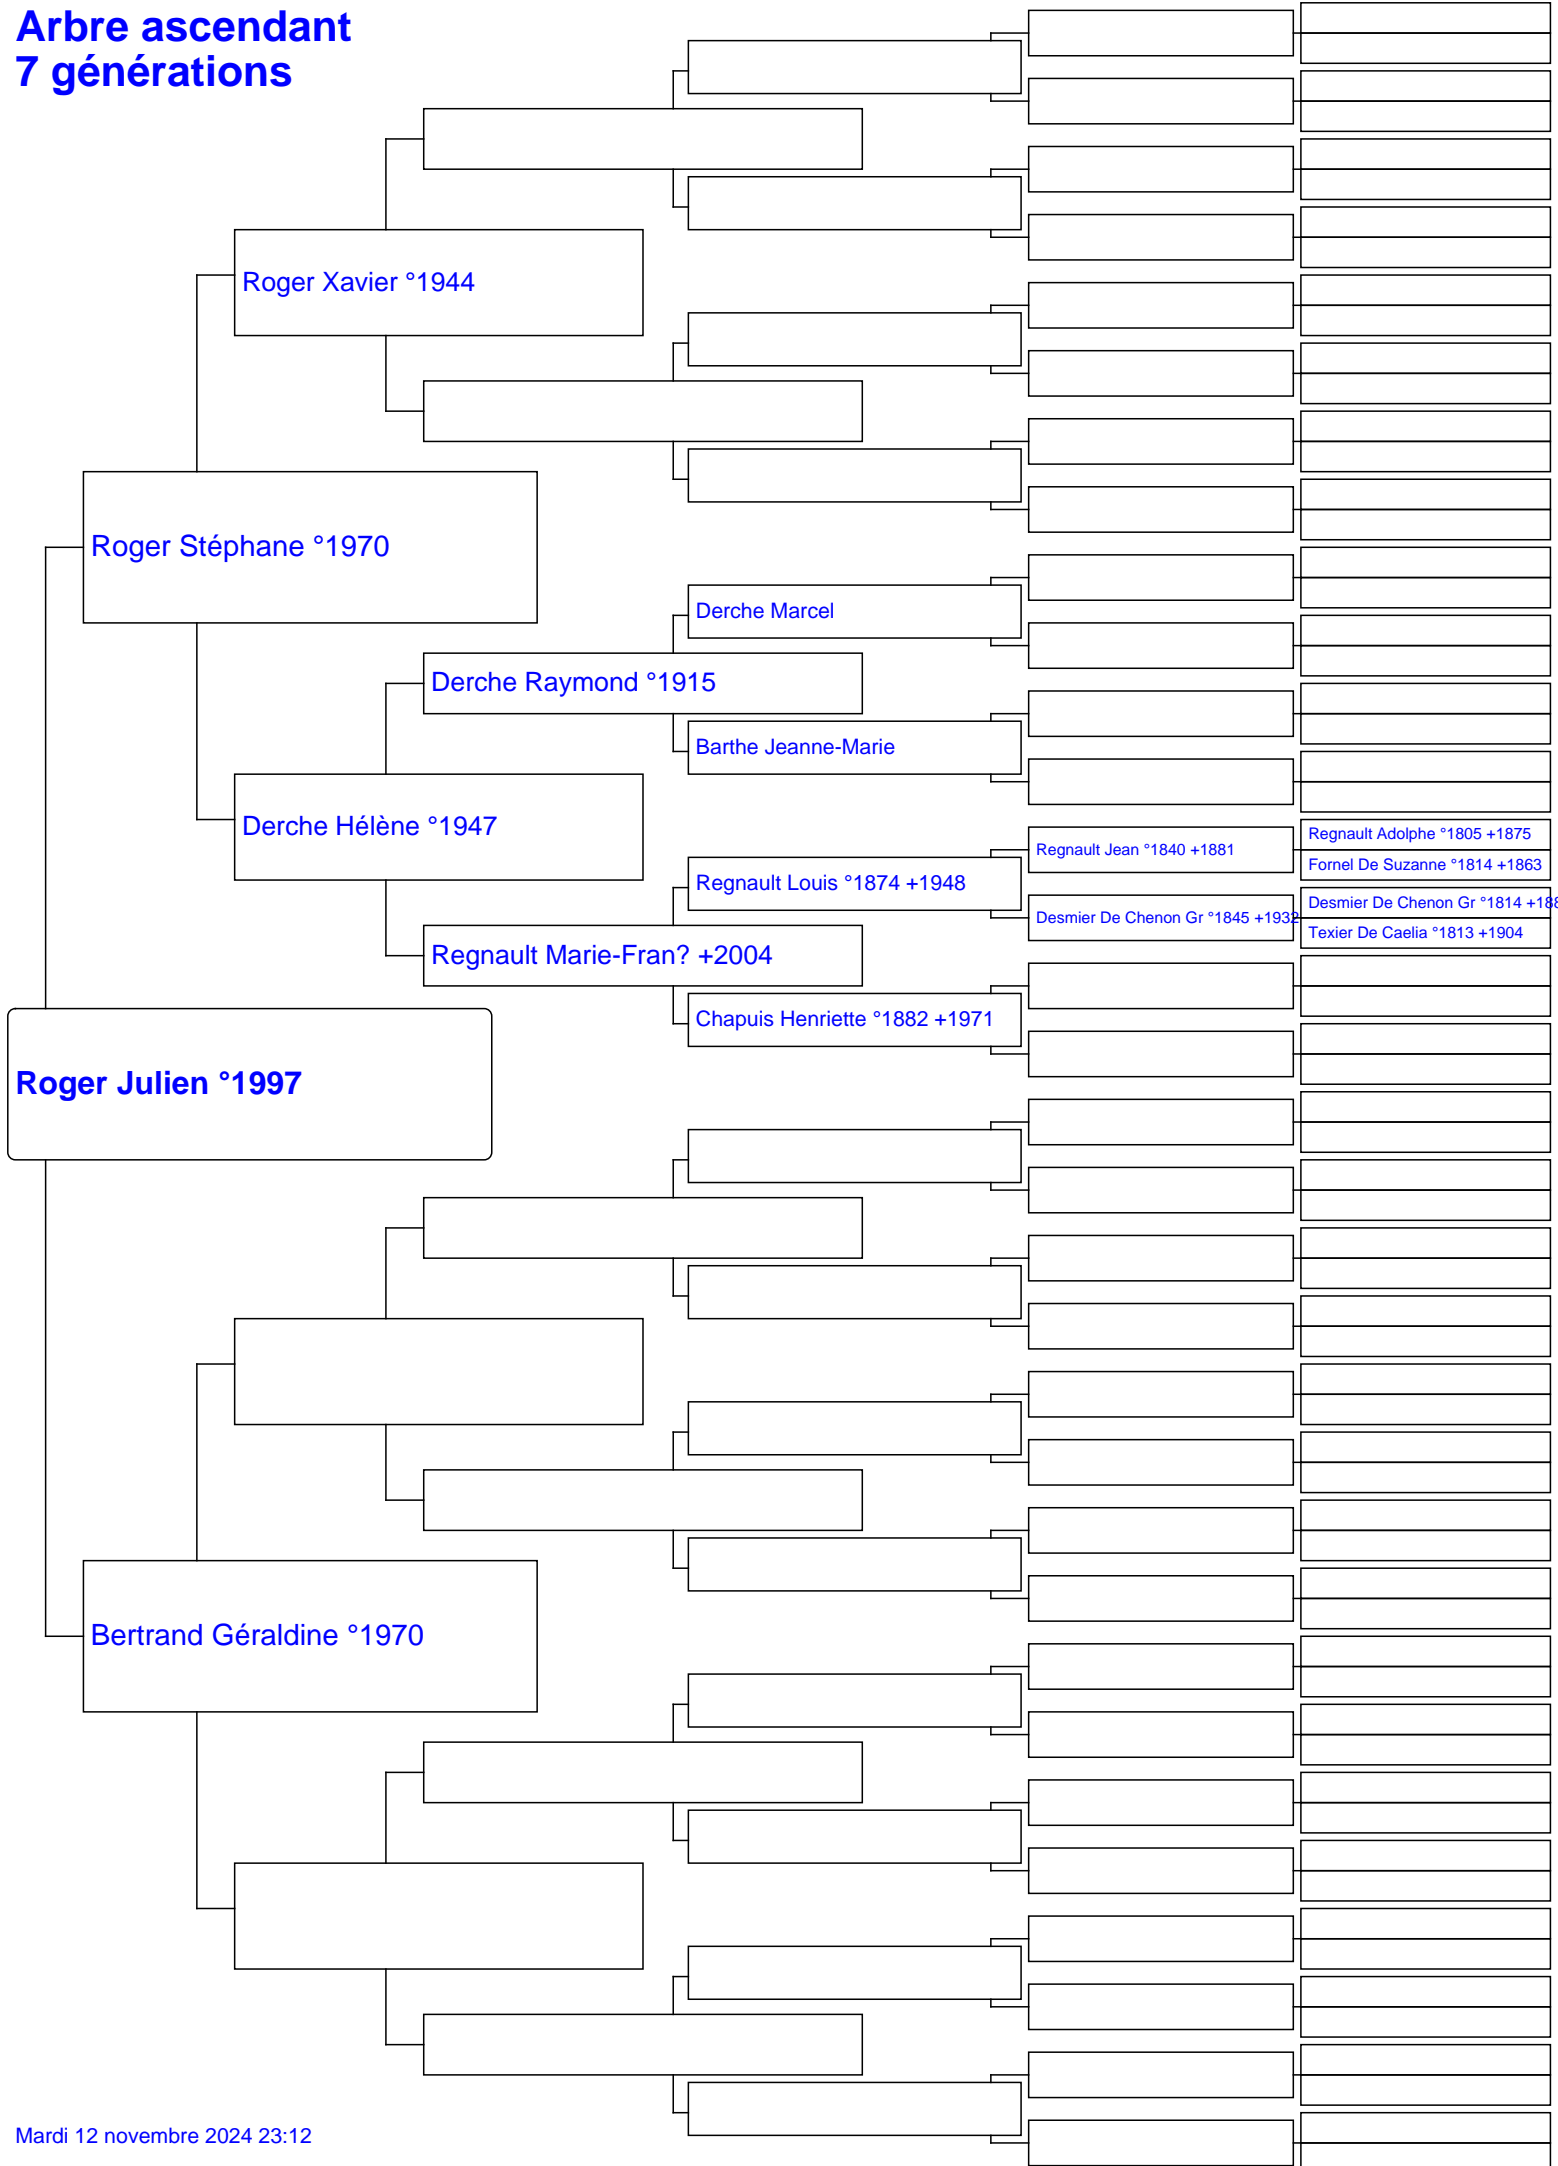 Arbre ascendant
7 générations
Roger Xavier °1944
Roger Stéphane °1970
Derche Marcel
Derche Raymond °1915
Barthe Jeanne-Marie
Derche Hélène °1947
Regnault Adolphe °1805 +1875
Regnault Jean °1840 +1881
Fornel De Suzanne °1814 +1863
Regnault Louis °1874 +1948
Desmier De Chenon Gr °1814 +188
Desmier De Chenon Gr °1845 +1932
Texier De Caelia °1813 +1904
Regnault Marie-Fran? +2004
Chapuis Henriette °1882 +1971
Roger Julien °1997
Bertrand Géraldine °1970
Mardi 12 novembre 2024 23:12